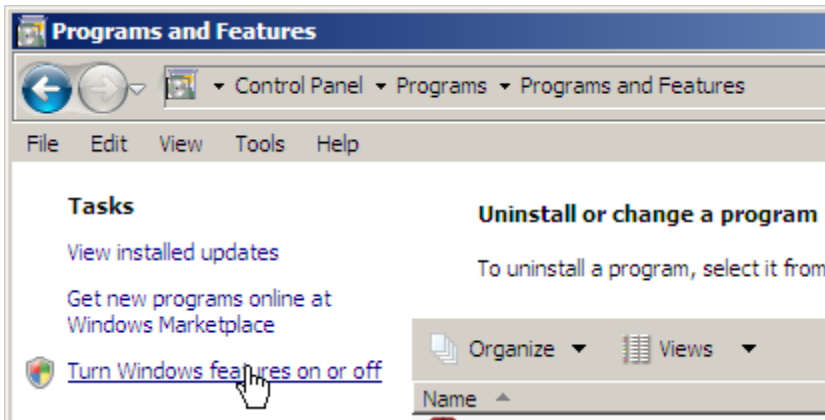 Programs and Features
Control Panel Programs Programs and Features
File Edit View Tools Help
Tasks
View installed updates
Get new programs online at
Windows Marketplace
Turn Windows features on or off
Uninstall or change a program
To uninstall a program, select it from
Organize Views
Name